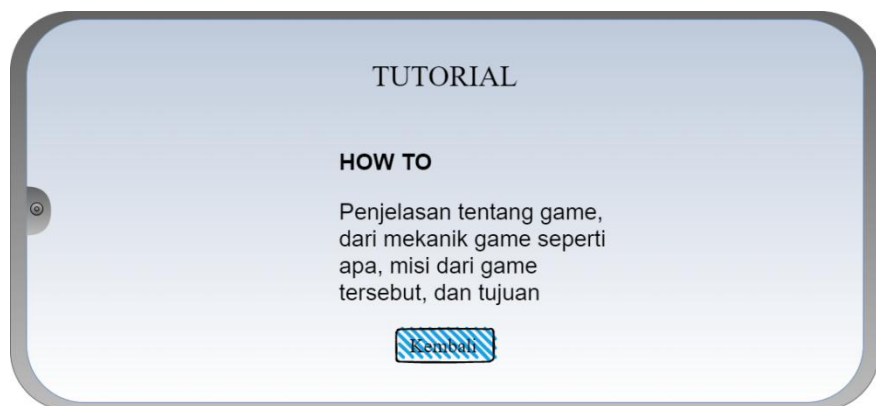 TUTORIAL
HOW TO
Penjelasan tentang game,
dari mekanik game seperti
apa, misi dari game
tersebut, dan tujuan
Kembali